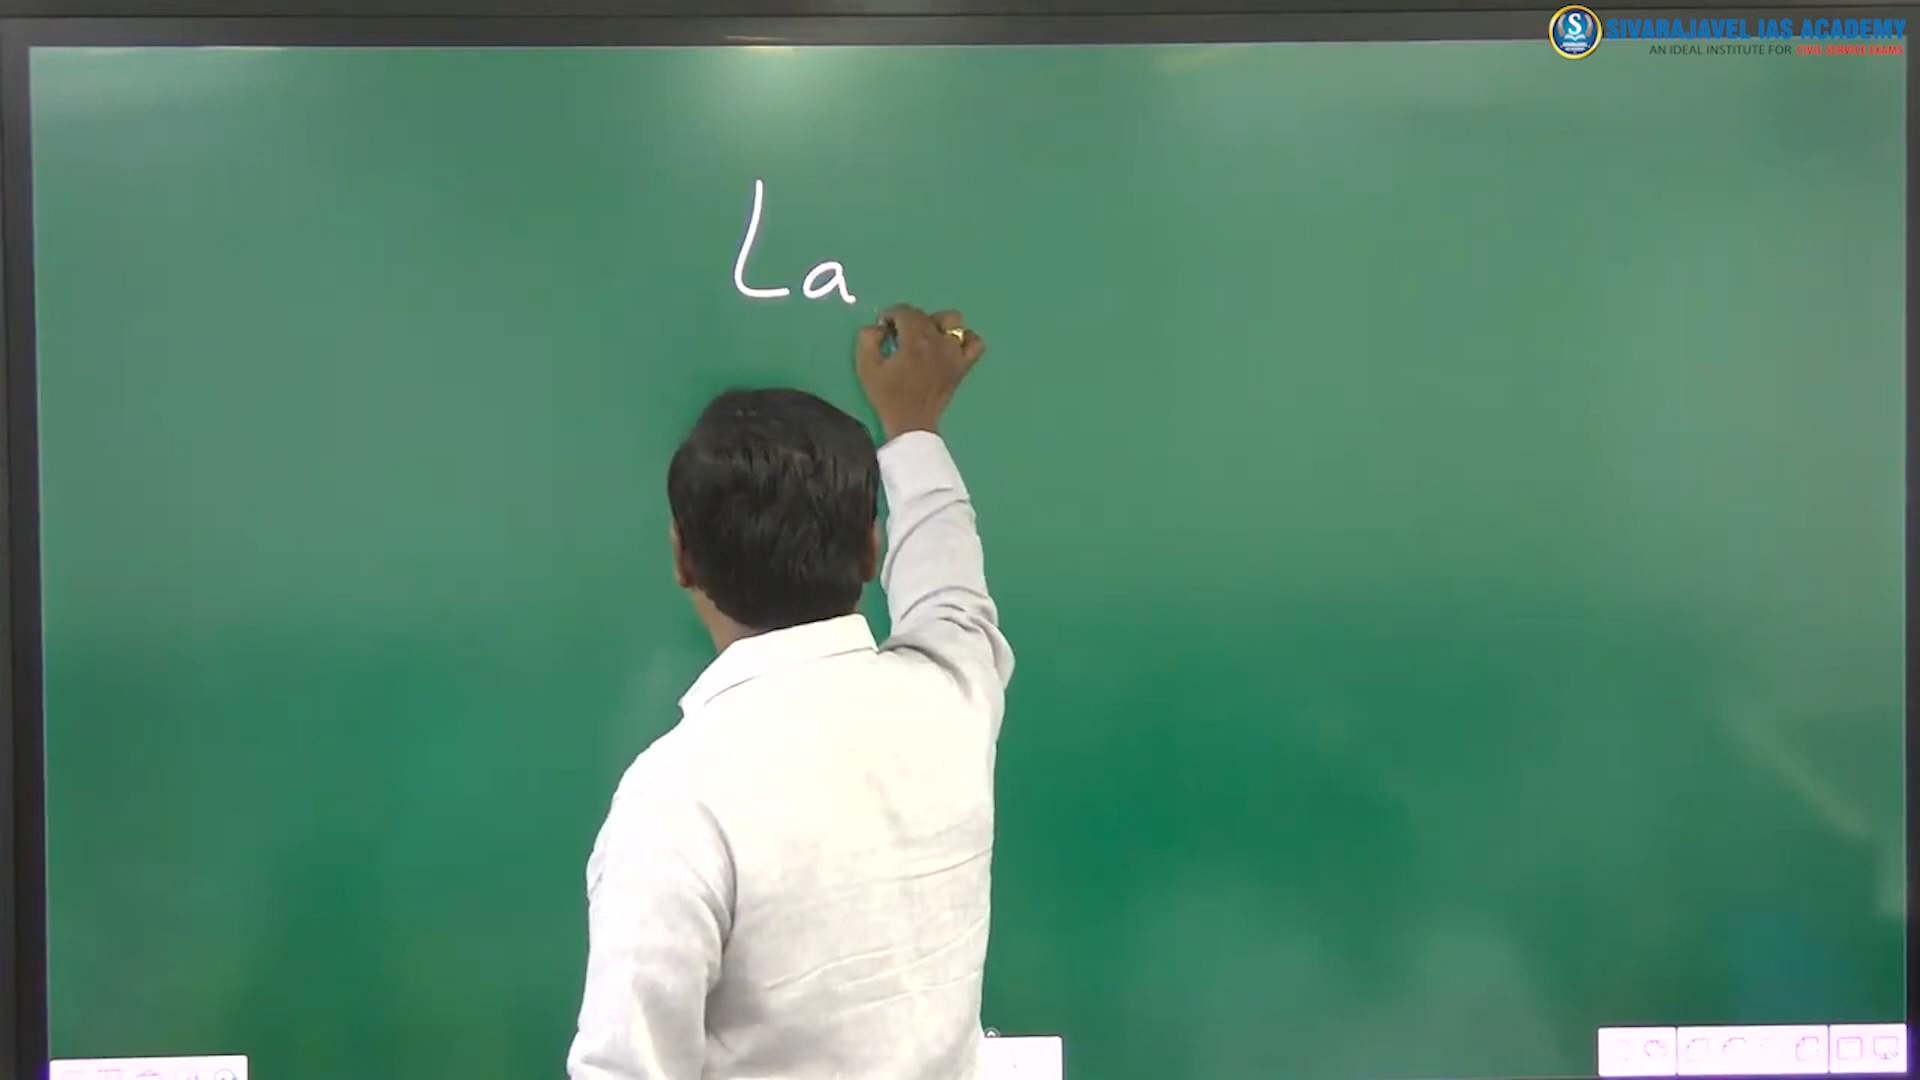 SIVARAJAVEL IAS ACADEMY
AN IDEAL INSTITUTE FOR CIVIL SERVICE EXAMS
La